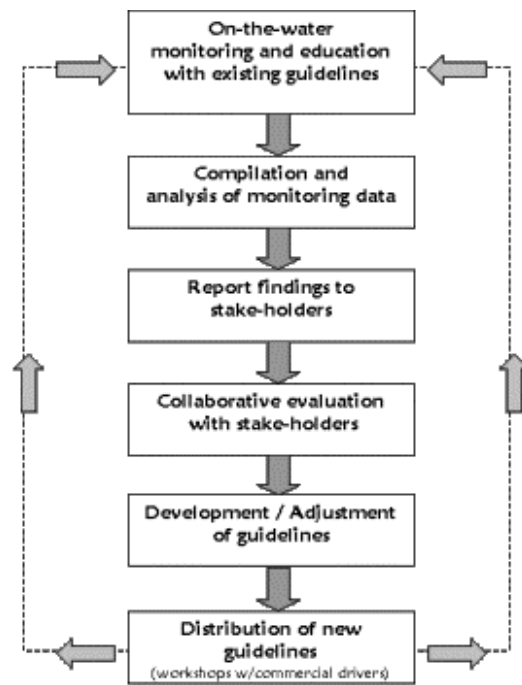 On-the-water
monitoring and education
with existing guidelines
Compilation and
analysis of monitoring data
Report findings to
stake-holders
Collaborative evaluation
with stake-holders
Development / Adjustment
of guidelines
Distribution of new
guidelines
(workshops w/commercial drivers)